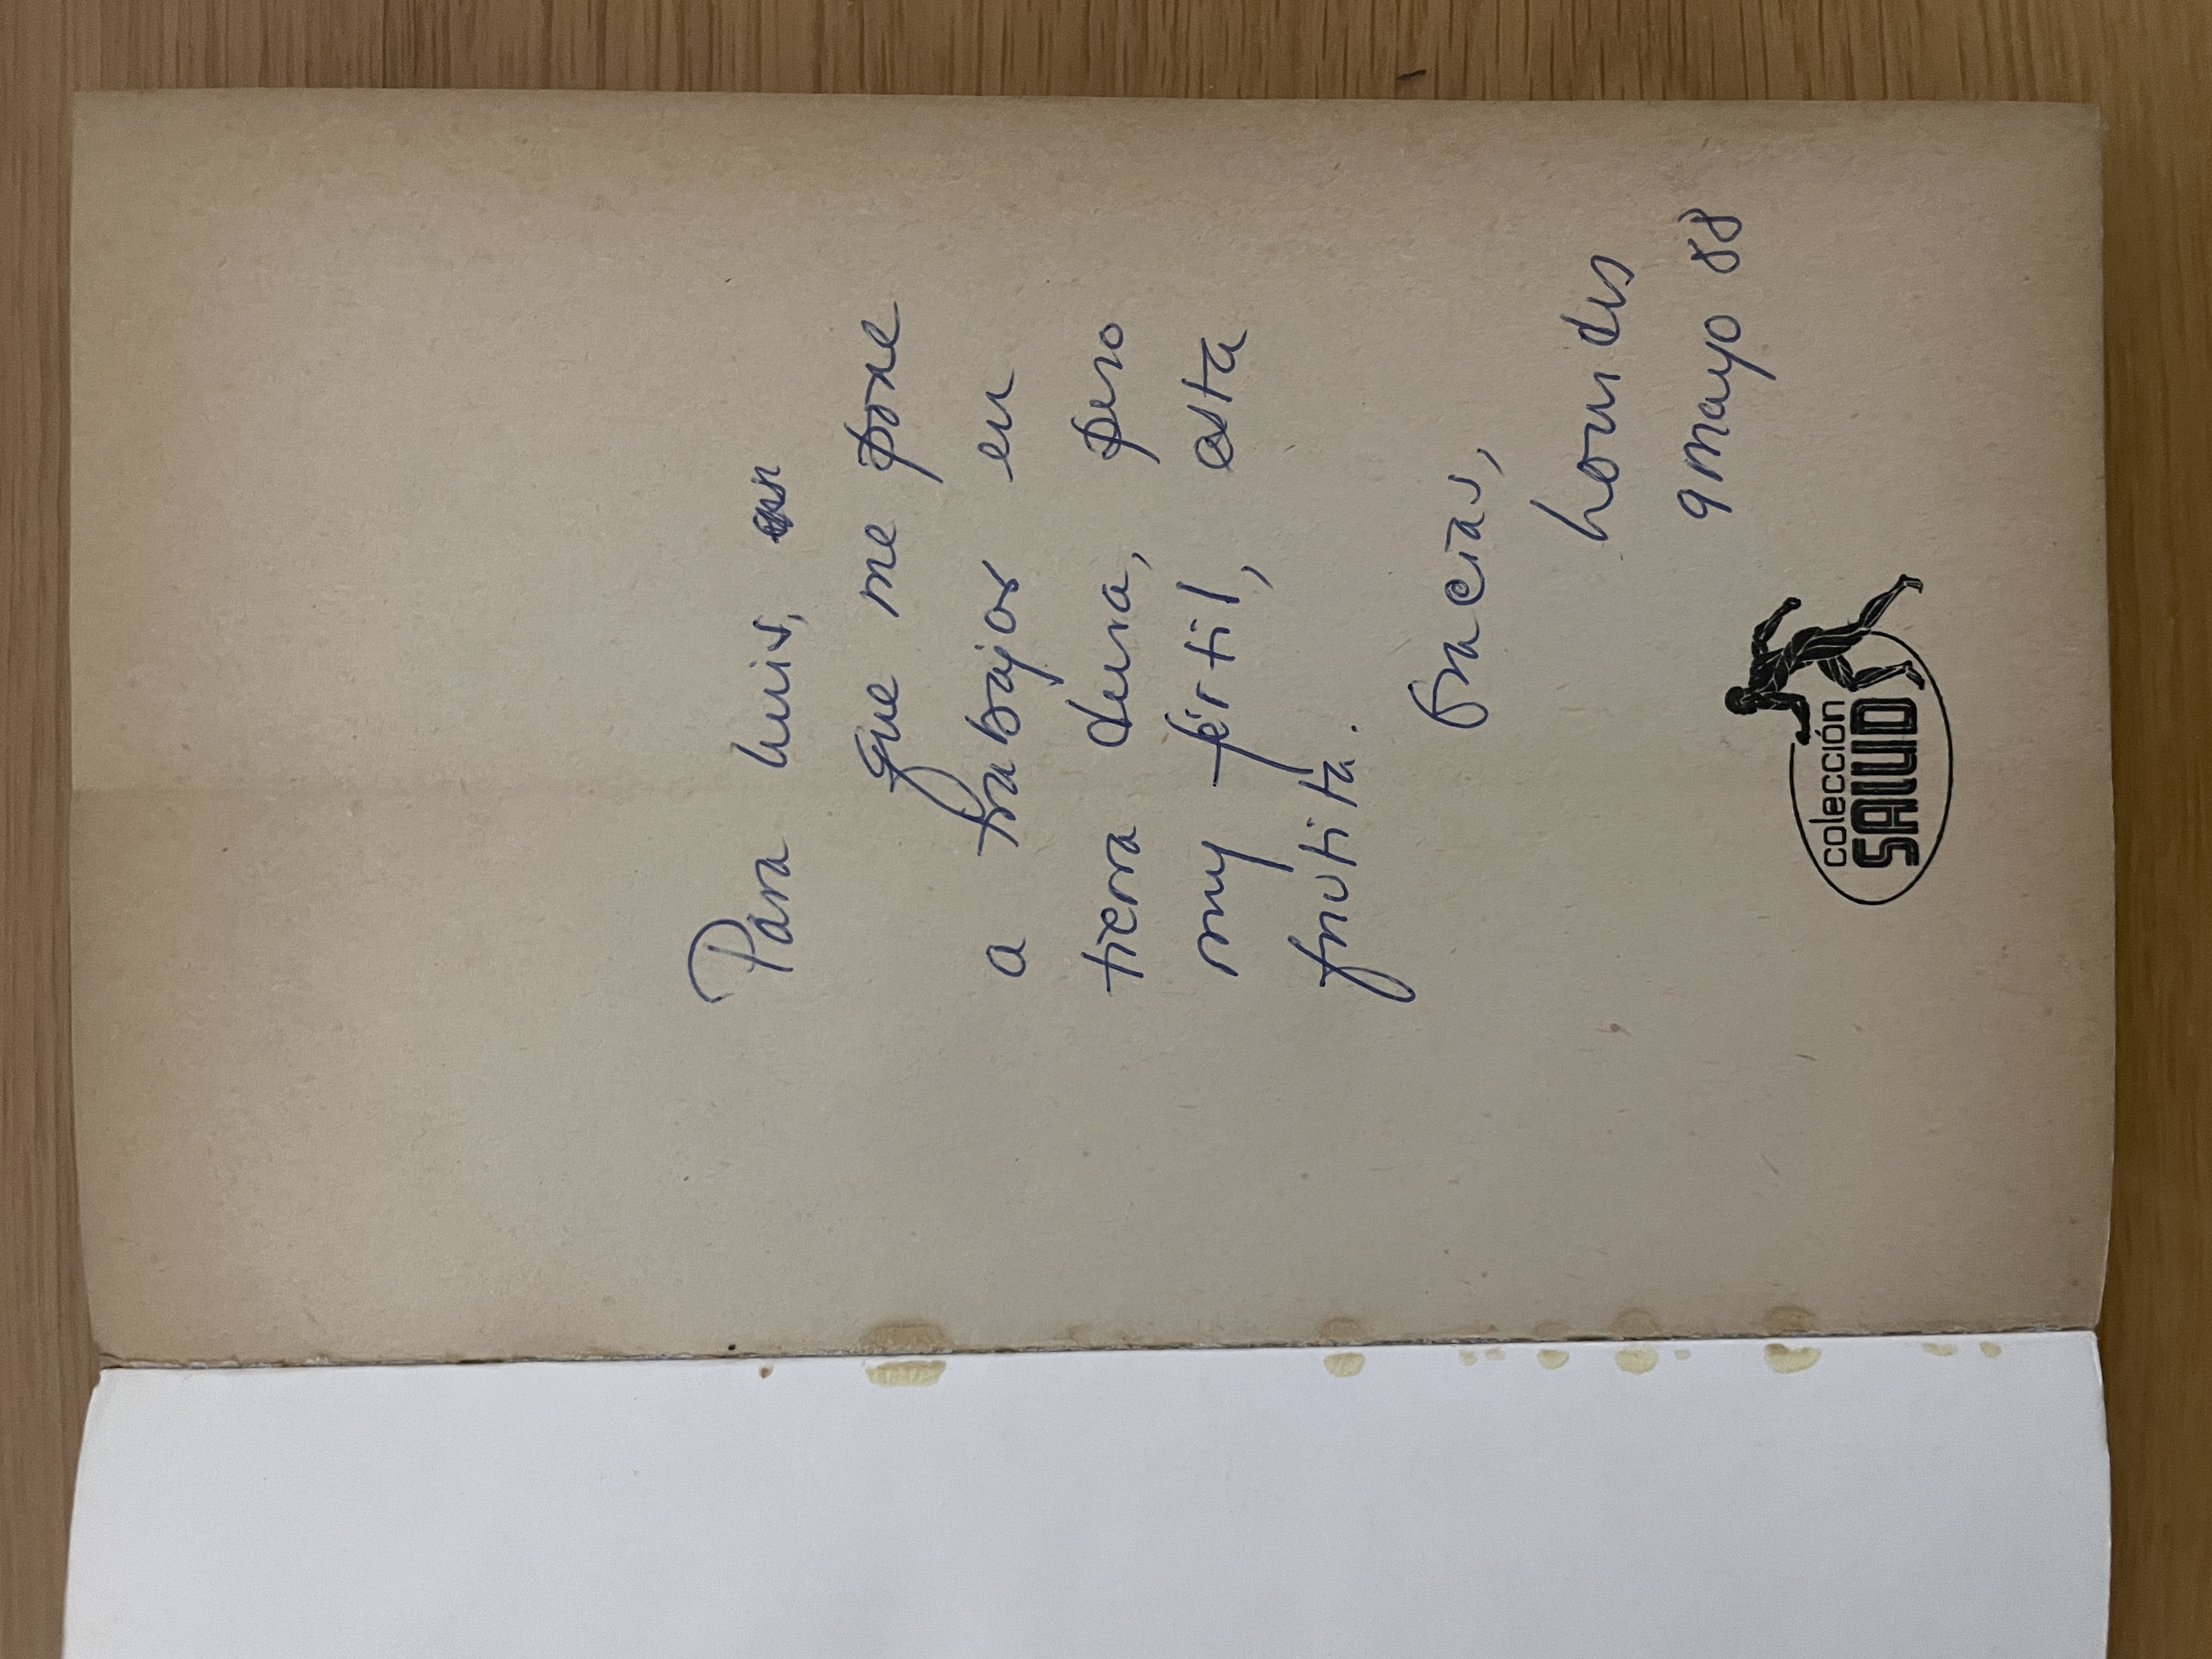 Para Luis,
que me pone
a trabajar en
tierra dura, pero
muy fértil, esta
frutita.
Gracias,
Lourdes
9 Mayo 88
colección
SALUD